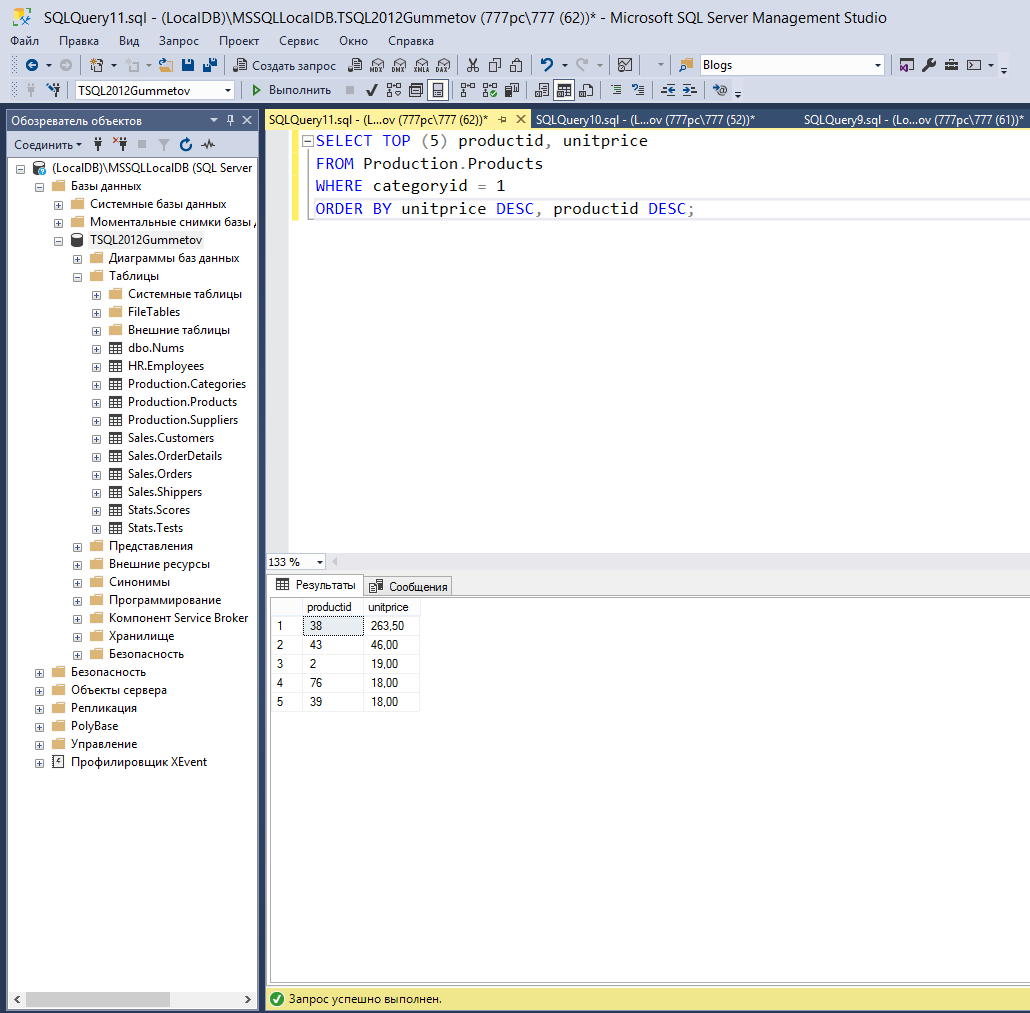 SQLQuery11.sql - (LocalDB)\MSSQLLocalDB.TSQL2012Gummetov (777pc\777 (62))* - Microsoft SQL Server Management Studio
Файл Правка Вид Запрос Проект Сервис Окно Справка
Создать запрос MDX DMX XMLA DAX Blogs
TSQL2012Gummetov Выполнить
Обозреватель объектов
Соединить
(LocalDB)\MSSQLLocalDB (SQL Server
Базы данных
Системные базы данных
Моментальные снимки базы
TSQL2012Gummetov
Диаграммы баз данных
Таблицы
Системные таблицы
FileTables
Внешние таблицы
dbo.Nums
HR.Employees
Production.Categories
Production.Products
Production.Suppliers
Sales.Customers
Sales.OrderDetails
Sales.Orders
Sales.Shippers
Stats.Scores
Stats.Tests
Представления
Внешние ресурсы
Синонимы
Программирование
Компонент Service Broker
Хранилище
Безопасность
Безопасность
Объекты сервера
Репликация
PolyBase
Управление
Профилировщик XEvent
SQLQuery11.sql - (L...ov (777pc\777 (62))* SQLQuery10.sql - (L...ov (777pc\777 (52))* SQLQuery9.sql - (Lo...ov (777pc\777 (61))*
SELECT TOP (5) productid, unitprice
FROM Production.Products
WHERE categoryid = 1
ORDER BY unitprice DESC, productid DESC;
133 %
Результаты Сообщения
productid unitprice
1 38 263,50
2 43 46,00
3 2 19,00
4 76 18,00
5 39 18,00
Запрос успешно выполнен.